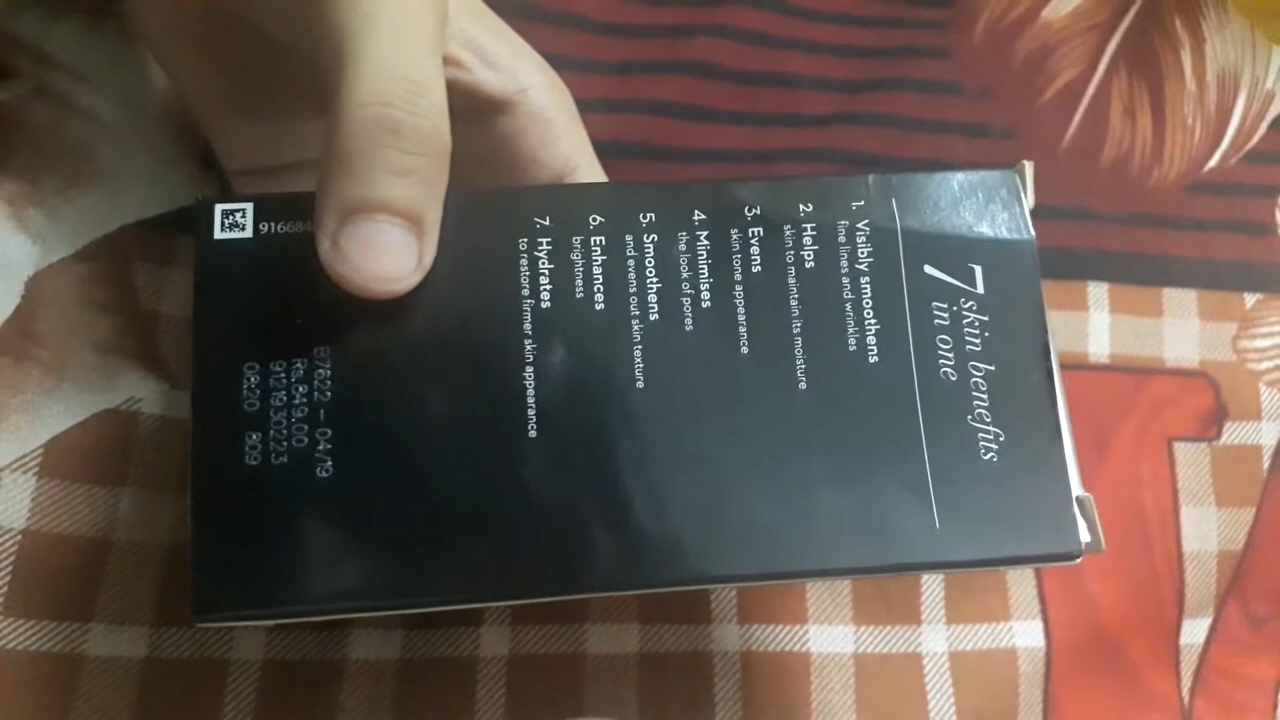 7 skin benefits
in one
1. Visibly smoothens
fine lines and wrinkles
2. Helps
skin to maintain its moisture
3. Evens
skin tone appearance
4. Minimises
the look of pores
5. Smoothens
and evens out skin texture
6. Enhances
brightness
7. Hydrates
to restore firmer skin appearance
B7622 - 04/19
Rs.849.00
9121930223
08:20 809
916684